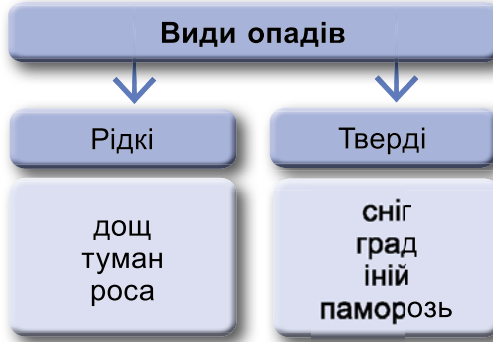 Види опадів
Рідкі
Тверді
дощ
туман
роса
сніг
град
іній
паморозь